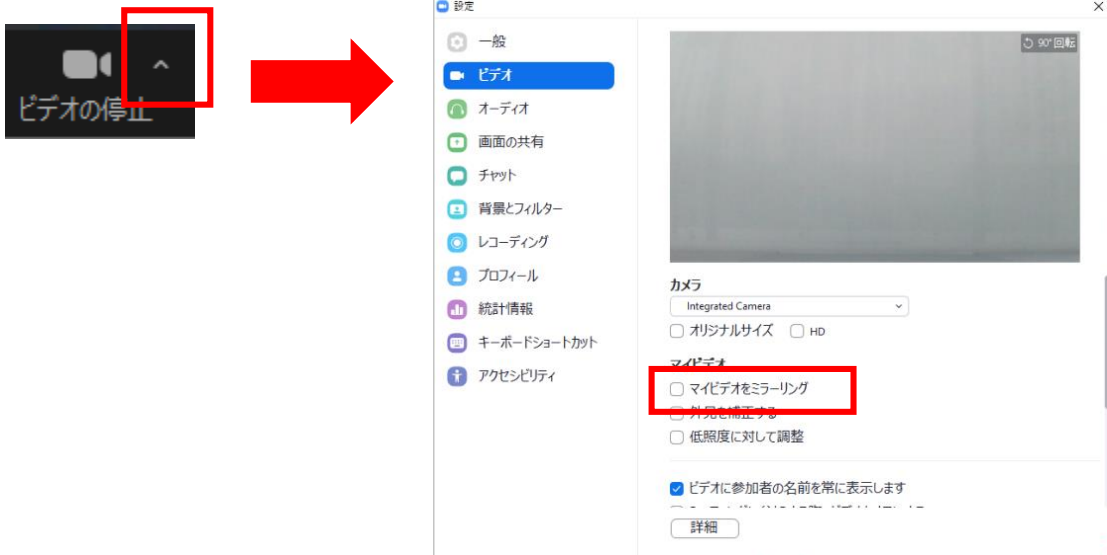 ビデオの停止
設定
一般
ビデオ
オーディオ
画面の共有
チャット
背景とフィルター
レコーディング
プロフィール
統計情報
キーボードショートカット
アクセシビリティ
90°回転
カメラ
Integrated Camera
オリジナルサイズ
HD
マイビデオ
マイビデオをミラーリング
外見を補正する
低照度に対して調整
ビデオに参加者の名前を常に表示します
詳細